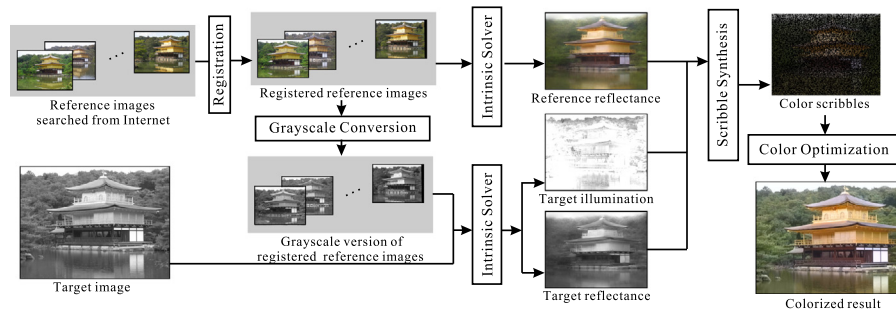 Reference images
searched from Internet
Registration
Registered reference images
Grayscale Conversion
Grayscale version of
registered reference images
Target image
Intrinsic Solver
Intrinsic Solver
Reference reflectance
Target illumination
Target reflectance
Scribble Synthesis
Color scribbles
Color Optimization
Colorized result